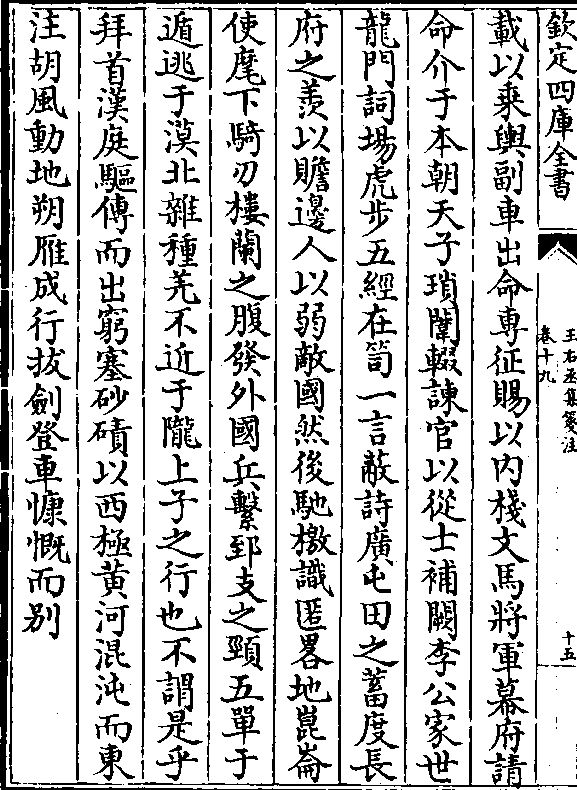 欽定四庫全書
王右丞集箋注
卷十九
十五
載以乘輿副車出命專征賜以内棧文馬將軍幕府請
命介于本朝天子瑣闈輟諫官以從士補闕李公家世
龍門詞場虎步五經在笥一言蔽詩廣屯田之蓄度長
府之羨以贍邊人以弱敵國然後馳檄識匿畧地崑崙
使麾下騎刃樓蘭之腹發外國兵繫郅支之頸五單于
遁逃于漠北雜種羌不近于隴上子之行也不謂是乎
拜首漢庭驅傳而出窮塞砂磧以西極黄河混沌而東
注胡風動地朔雁成行拔劍登車慷慨而别